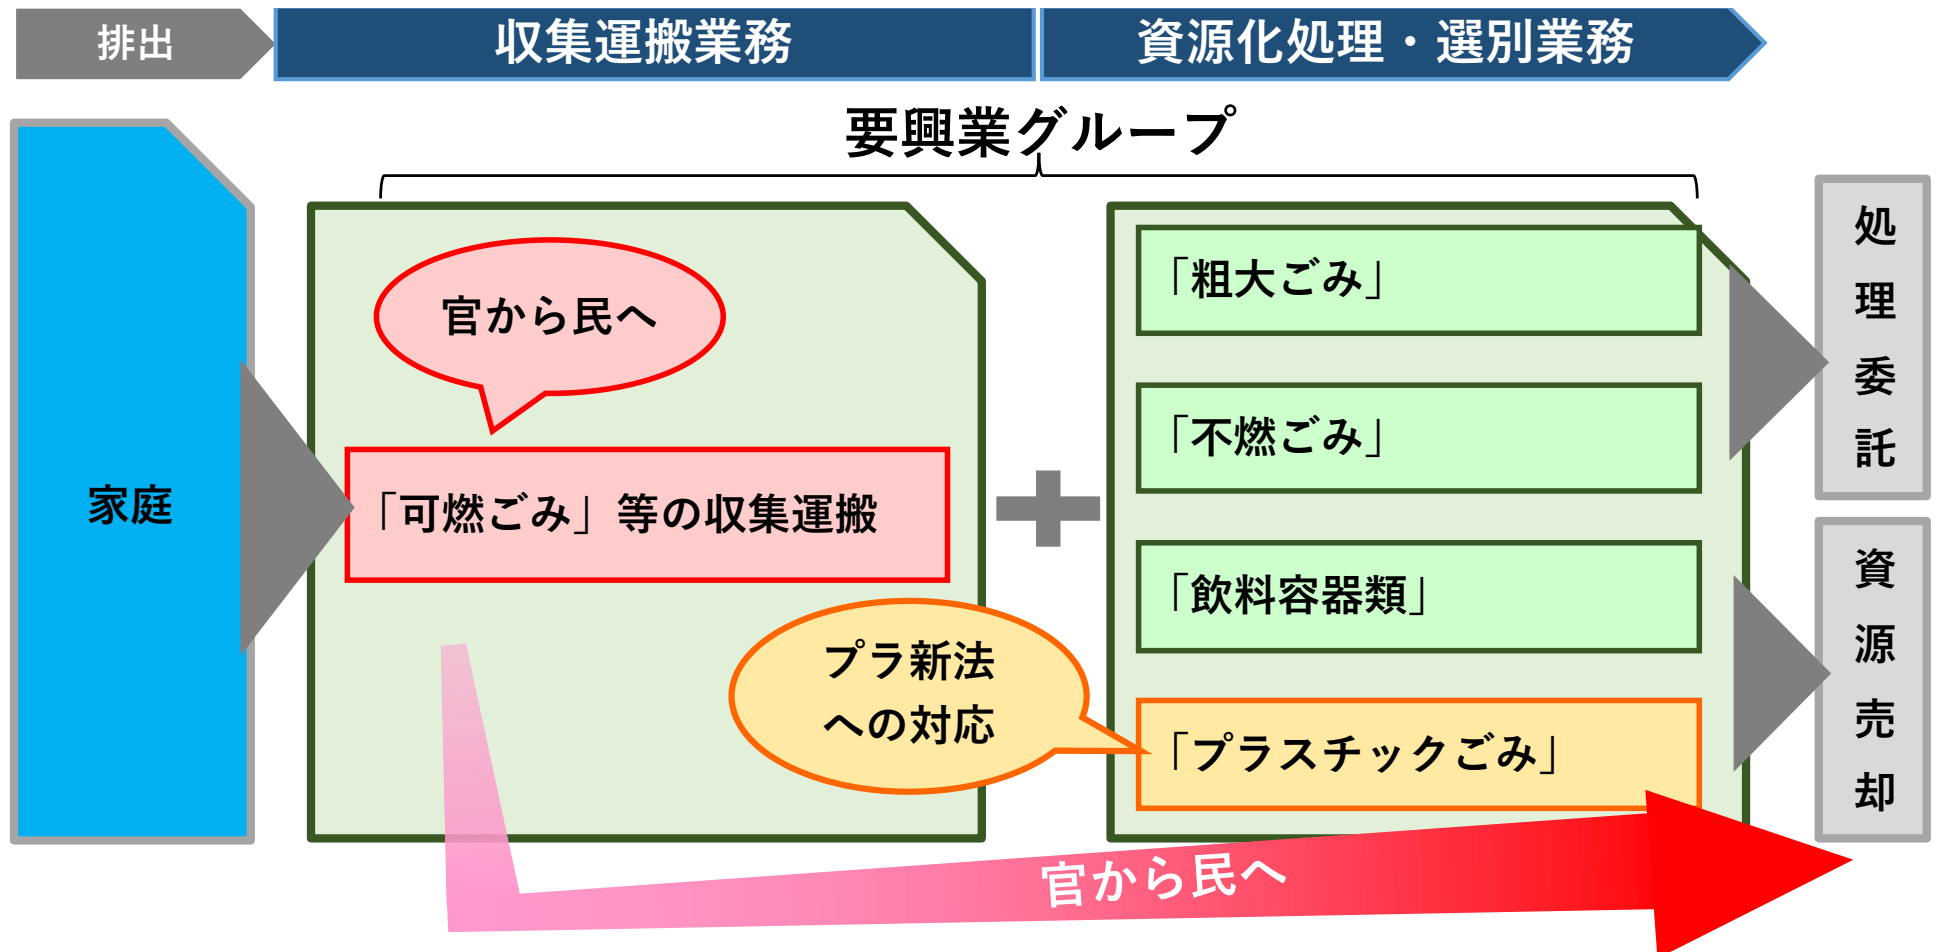 排出
収集運搬業務
資源化処理・選別業務
要興業グループ
家庭
官から民へ
「可燃ごみ」等の収集運搬
「粗大ごみ」
「不燃ごみ」
「飲料容器類」
プラ新法
への対応
「プラスチックごみ」
処理委託
資源売却
官から民へ